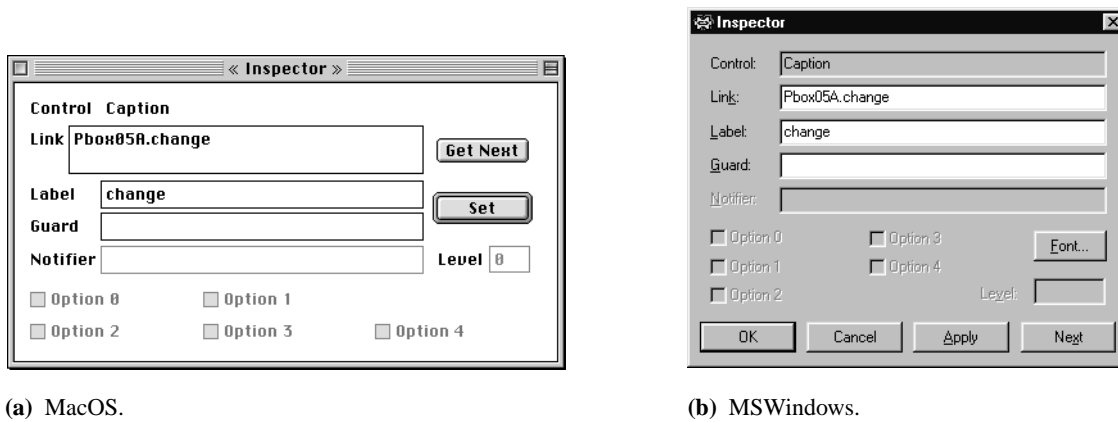 « Inspector »
Control Caption
Link Pbox05A.change
Get Next
Label change
Set
Guard
Notifier
Level 0
Option 0 Option 1
Option 2 Option 3 Option 4
(a) MacOS.
Inspector
Control: Caption
Link: Pbox05A.change
Label: change
Guard:
Notifier:
Option 0 Option 3
Font...
Option 1 Option 4
Option 2 Level:
OK Cancel Apply Next
(b) MSWindows.